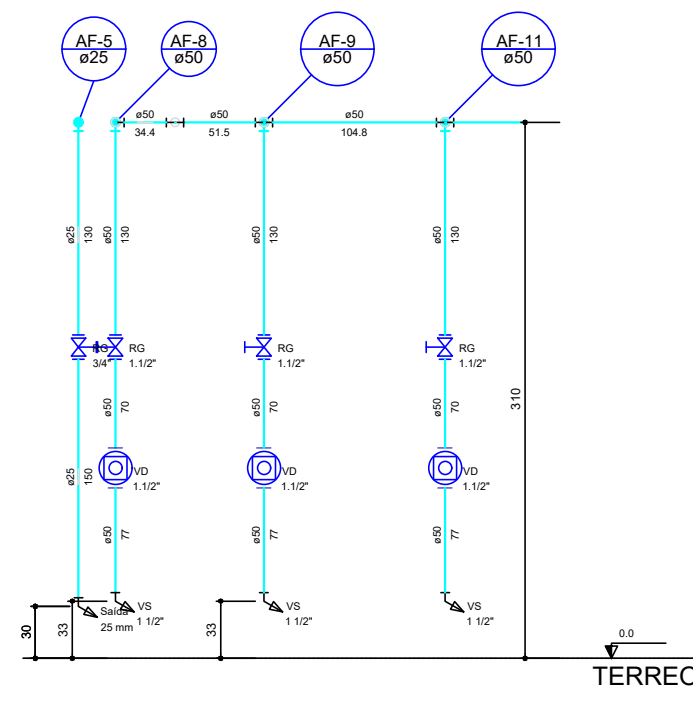 AF-5
ø25
AF-8
ø50
AF-9
ø50
AF-11
ø50
ø50
34.4
ø50
51.5
ø50
104.8
ø25
130
ø50
130
ø50
130
ø50
130
RG
3/4"
RG
1.1/2"
RG
1.1/2"
RG
1.1/2"
310
ø50
70
ø50
70
ø50
70
ø25
150
VD
1.1/2"
VD
1.1/2"
VD
1.1/2"
ø50
77
ø50
77
ø50
77
Saída
25 mm
VS
1 1/2"
VS
1 1/2"
VS
1 1/2"
30
33
33
0.0
TERREO